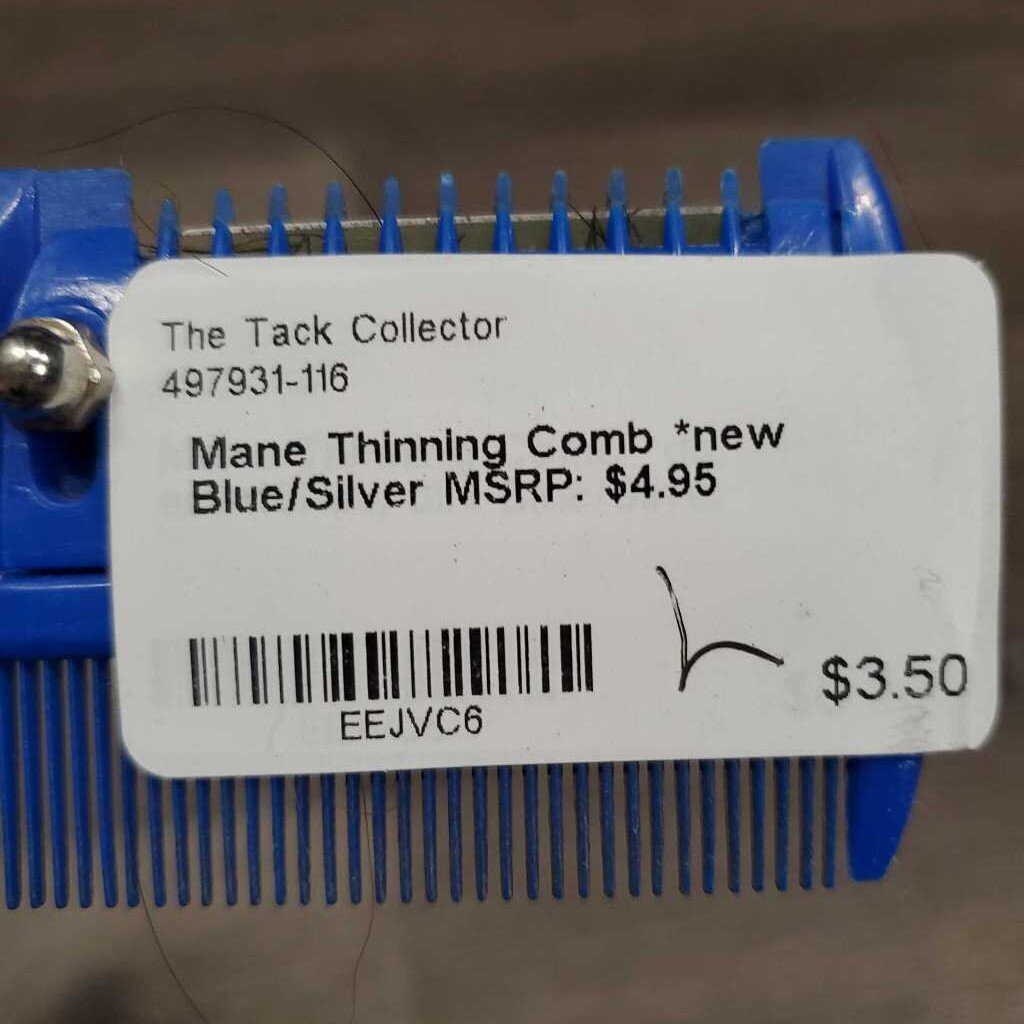 The Tack Collector
497931-116
Mane Thinning Comb *new
Blue/Silver MSRP: $4.95
EEJVC6
$3.50